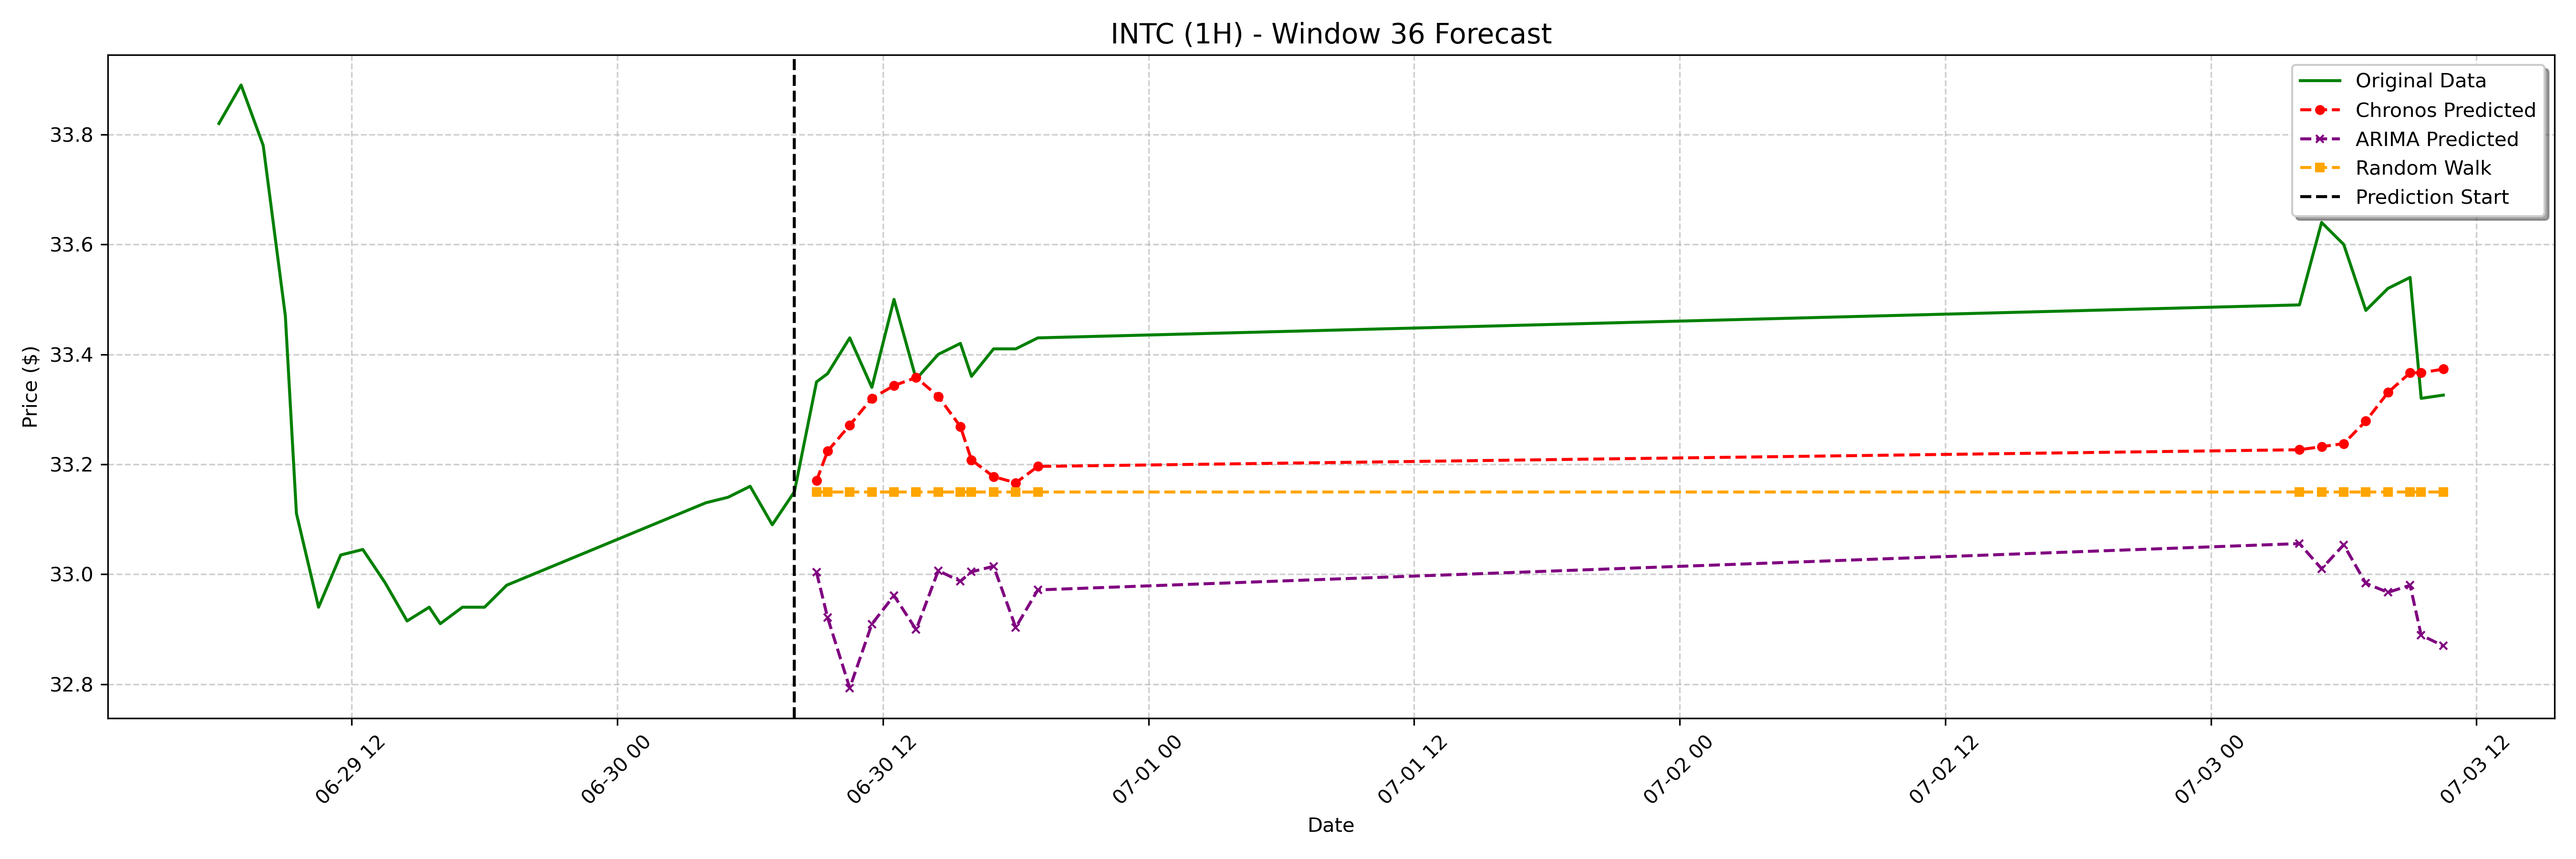 INTC (1H) - Window 36 Forecast
Original Data
Chronos Predicted
ARIMA Predicted
Random Walk
Prediction Start
Price ($)
33.8
33.6
33.4
33.2
33.0
32.8
06-29 12
06-30 00
06-30 12
07-01 00
07-01 12
07-02 00
07-02 12
07-03 00
07-03 12
Date